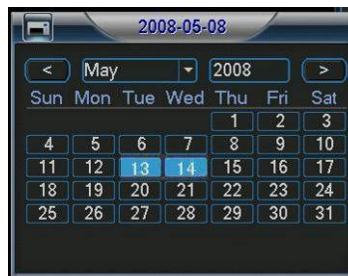 2008-05-08
< May 2008 >
Sun Mon Tue Wed Thu Fri Sat
1 2 3
4 5 6 7 8 9 10
11 12 13 14 15 16 17
18 19 20 21 22 23 24
25 26 27 28 29 30 31